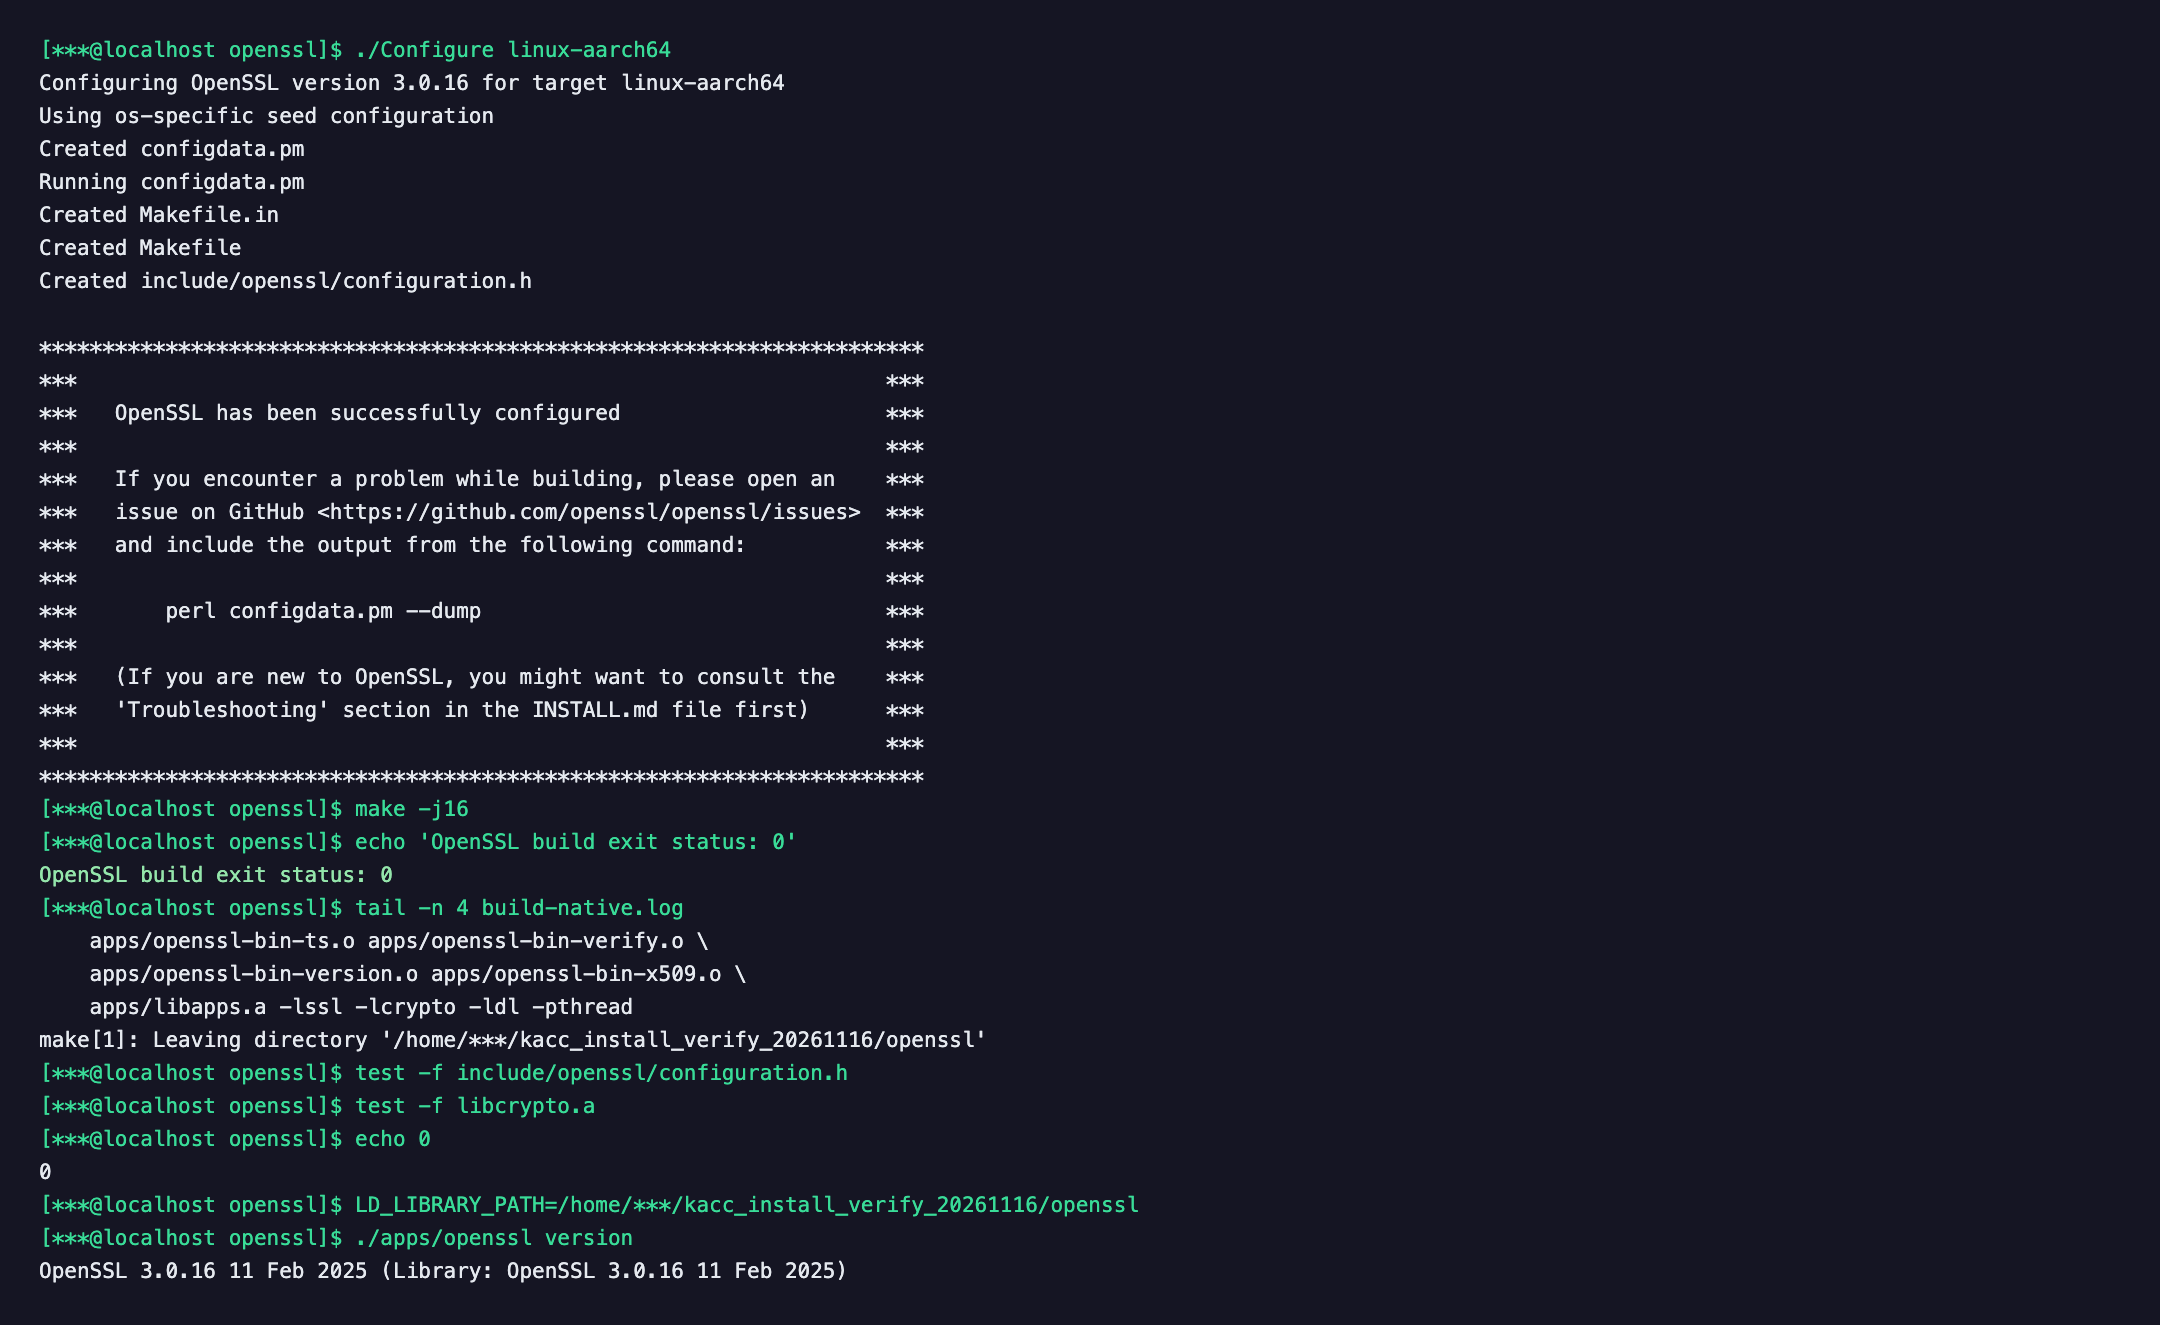 [***@localhost openssl]$ ./Configure linux-aarch64
Configuring OpenSSL version 3.0.16 for target linux-aarch64
Using os-specific seed configuration
Created configdata.pm
Running configdata.pm
Created Makefile.in
Created Makefile
Created include/openssl/configuration.h

**********************************************************************
***                                                                ***
***   OpenSSL has been successfully configured                     ***
***                                                                ***
***   If you encounter a problem while building, please open an    ***
***   issue on GitHub <https://github.com/openssl/openssl/issues>  ***
***   and include the output from the following command:           ***
***                                                                ***
***       perl configdata.pm --dump                                ***
***                                                                ***
***   (If you are new to OpenSSL, you might want to consult the    ***
***   'Troubleshooting' section in the INSTALL.md file first)      ***
***                                                                ***
**********************************************************************
[***@localhost openssl]$ make -j16
[***@localhost openssl]$ echo 'OpenSSL build exit status: 0'
OpenSSL build exit status: 0
[***@localhost openssl]$ tail -n 4 build-native.log
    apps/openssl-bin-ts.o apps/openssl-bin-verify.o \
    apps/openssl-bin-version.o apps/openssl-bin-x509.o \
    apps/libapps.a -lssl -lcrypto -ldl -pthread
make[1]: Leaving directory '/home/***/kacc_install_verify_20261116/openssl'
[***@localhost openssl]$ test -f include/openssl/configuration.h
[***@localhost openssl]$ test -f libcrypto.a
[***@localhost openssl]$ echo 0
0
[***@localhost openssl]$ LD_LIBRARY_PATH=/home/***/kacc_install_verify_20261116/openssl
[***@localhost openssl]$ ./apps/openssl version
OpenSSL 3.0.16 11 Feb 2025 (Library: OpenSSL 3.0.16 11 Feb 2025)